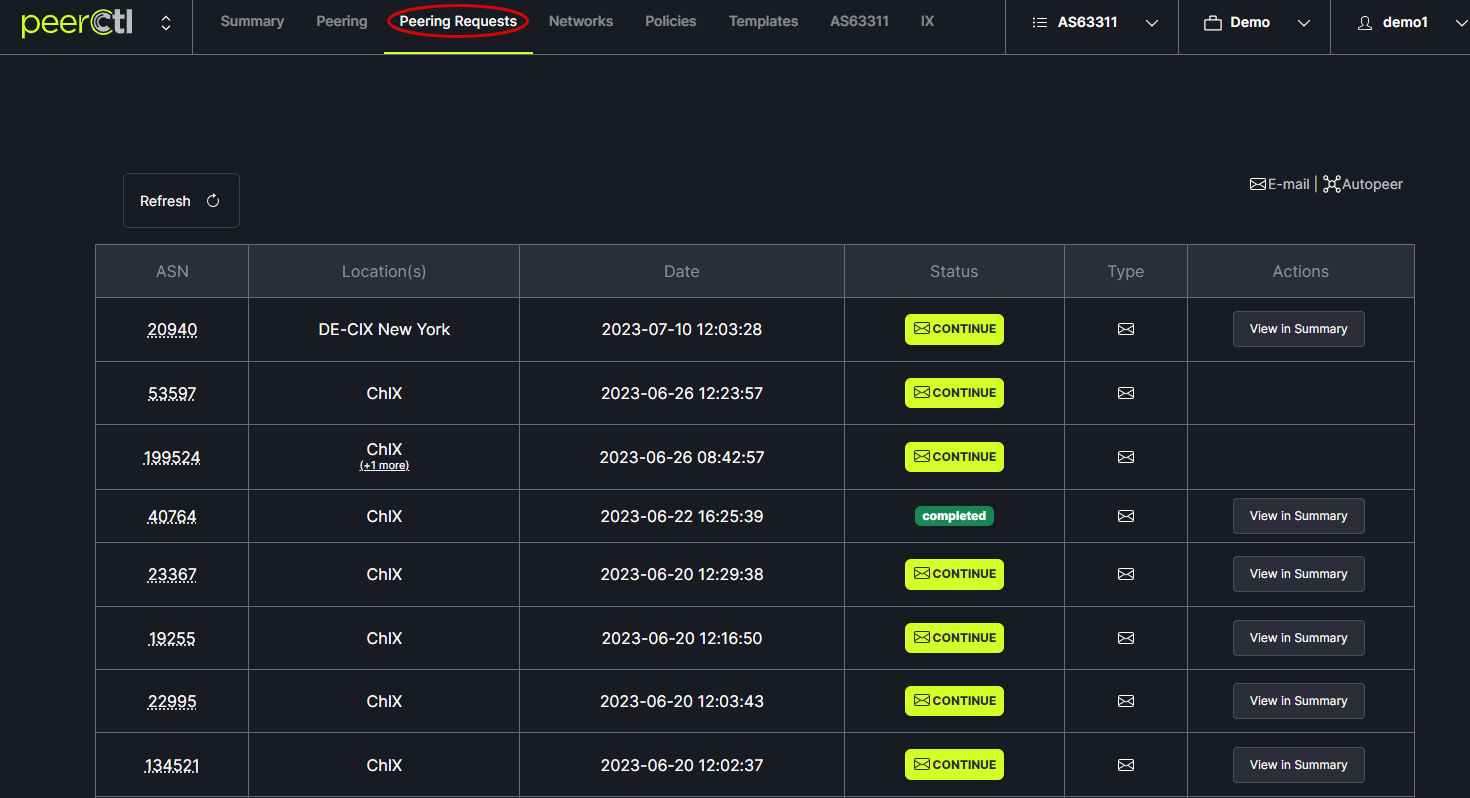 peerCtl Summary Peering Peering Requests Networks Policies Templates AS63311 IX AS63311 Demo demo1
E-mail | Autopeer
Refresh
ASN Location(s) Date Status Type Actions
20940 DE-CIX New York 2023-07-10 12:03:28 CONTINUE View in Summary
53597 ChIX 2023-06-26 12:23:57 CONTINUE
199524 ChIX 2023-06-26 08:42:57 CONTINUE
(+1 more)
40764 ChIX 2023-06-22 16:25:39 completed View in Summary
23367 ChIX 2023-06-20 12:29:38 CONTINUE View in Summary
19255 ChIX 2023-06-20 12:16:50 CONTINUE View in Summary
22995 ChIX 2023-06-20 12:03:43 CONTINUE View in Summary
134521 ChIX 2023-06-20 12:02:37 CONTINUE View in Summary